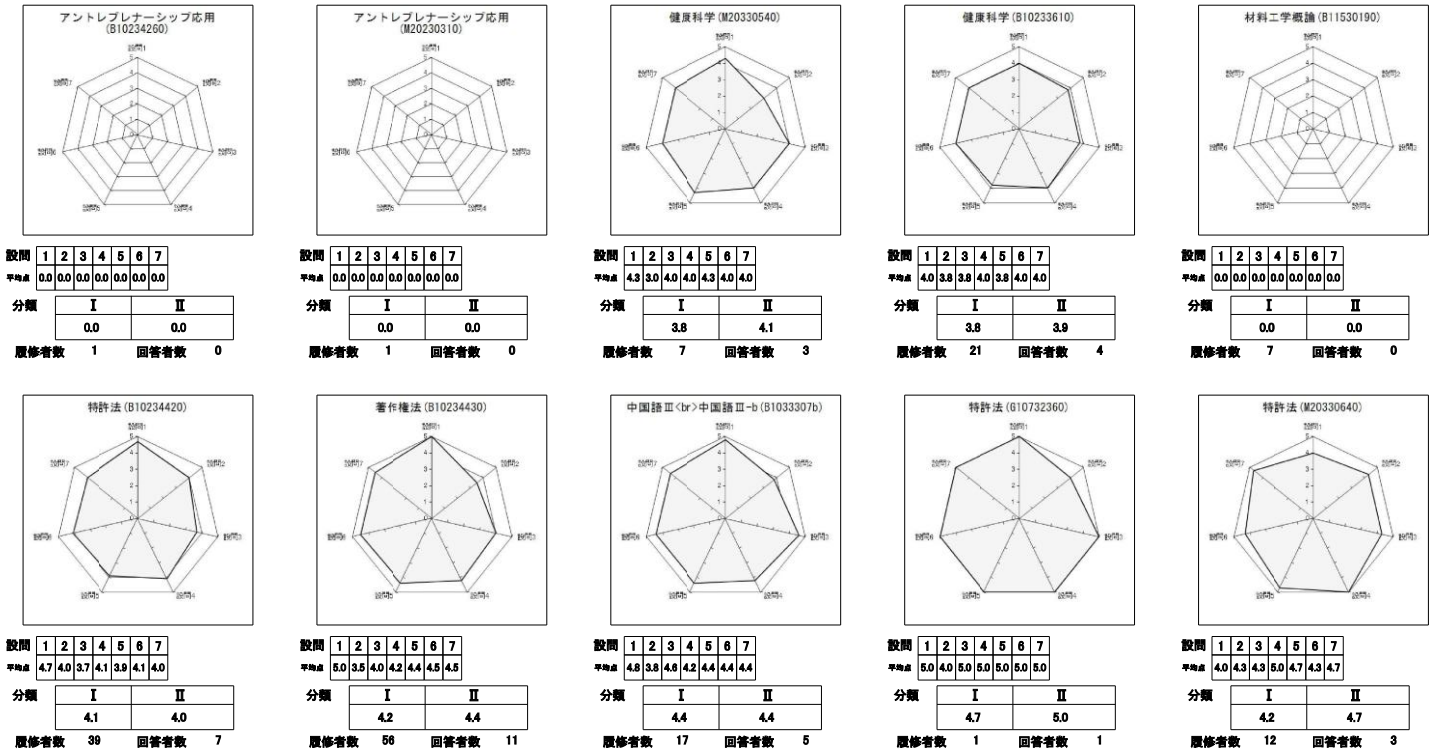 アントレプレナーシップ応用
(B10234260)
設問 1 2 3 4 5 6 7
平均点 0.0 0.0 0.0 0.0 0.0 0.0 0.0
分類 Ⅰ Ⅱ
0.0 0.0
履修者数 1 回答者数 0
アントレプレナーシップ応用
(M20230310)
設問 1 2 3 4 5 6 7
平均点 0.0 0.0 0.0 0.0 0.0 0.0 0.0
分類 Ⅰ Ⅱ
0.0 0.0
履修者数 1 回答者数 0
健康科学(M20330540)
設問 1 2 3 4 5 6 7
平均点 4.3 3.0 4.0 4.0 4.3 4.0 4.0
分類 Ⅰ Ⅱ
3.8 4.1
履修者数 7 回答者数 3
健康科学(B10233610)
設問 1 2 3 4 5 6 7
平均点 4.0 3.8 3.8 4.0 3.8 4.0 4.0
分類 Ⅰ Ⅱ
3.8 3.9
履修者数 21 回答者数 4
材料工学概論(B11530190)
設問 1 2 3 4 5 6 7
平均点 0.0 0.0 0.0 0.0 0.0 0.0 0.0
分類 Ⅰ Ⅱ
0.0 0.0
履修者数 7 回答者数 0
特許法(B10234420)
設問 1 2 3 4 5 6 7
平均点 4.7 4.0 3.7 4.1 3.9 4.1 4.0
分類 Ⅰ Ⅱ
4.1 4.0
履修者数 39 回答者数 7
著作権法(B10234430)
設問 1 2 3 4 5 6 7
平均点 5.0 3.5 4.0 4.2 4.4 4.5 4.5
分類 Ⅰ Ⅱ
4.2 4.4
履修者数 56 回答者数 11
中国語Ⅲ<br>中国語Ⅲ-b(B1033307b)
設問 1 2 3 4 5 6 7
平均点 4.8 3.8 4.6 4.2 4.4 4.4 4.4
分類 Ⅰ Ⅱ
4.4 4.4
履修者数 17 回答者数 5
特許法(G10732360)
設問 1 2 3 4 5 6 7
平均点 5.0 4.0 5.0 5.0 5.0 5.0 5.0
分類 Ⅰ Ⅱ
4.7 5.0
履修者数 1 回答者数 1
特許法(M20330640)
設問 1 2 3 4 5 6 7
平均点 4.0 4.3 4.3 5.0 4.7 4.3 4.7
分類 Ⅰ Ⅱ
4.2 4.7
履修者数 12 回答者数 3